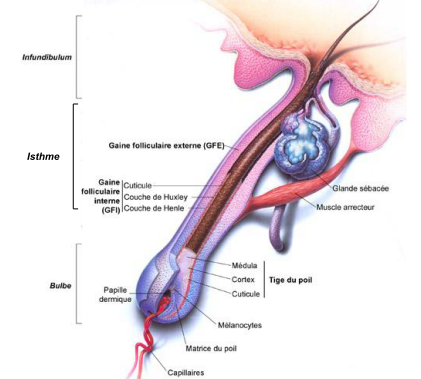 Infundibulum
Isthme
Gaine folliculaire externe (GFE)
Gaine
folliculaire
interne
(GFI)
Cuticule
Couche de Huxley
Couche de Henle
Glande sébacée
Muscle arrecteur
Bulbe
Papille
dermique
Médula
Cortex
Cuticule
Tige du poil
Mélanocytes
Matrice du poil
Capillaires